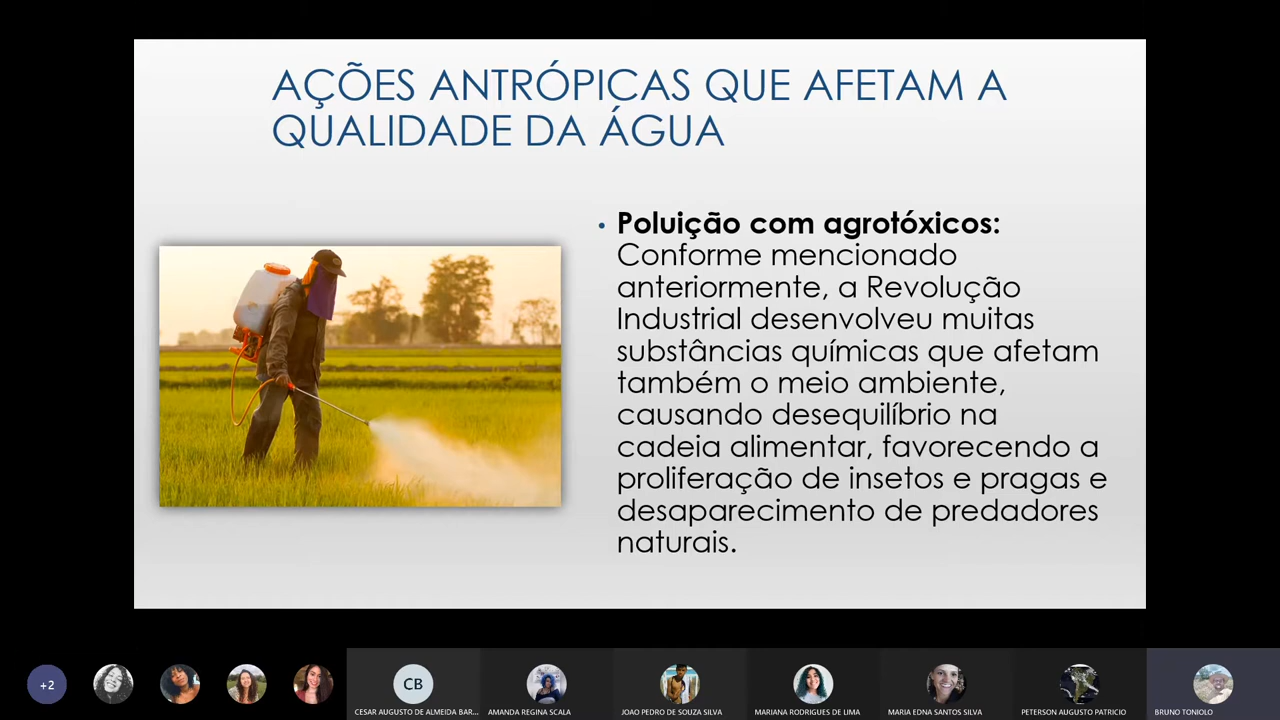 AÇÕES ANTRÓPICAS QUE AFETAM A
QUALIDADE DA ÁGUA
• Poluição com agrotóxicos:
Conforme mencionado
anteriormente, a Revolução
Industrial desenvolveu muitas
substâncias químicas que afetam
também o meio ambiente,
causando desequilíbrio na
cadeia alimentar, favorecendo a
proliferação de insetos e pragas e
desaparecimento de predadores
naturais.
+2
CB
CESAR AUGUSTO DE ALMEIDA BAR...
AMANDA REGINA SCALA
JOAO PEDRO DE SOUZA SILVA
MARIANA RODRIGUES DE LIMA
MARIA EDNA SANTOS SILVA
PETERSON AUGUSTO PATRICIO
BRUNO TONIOLO